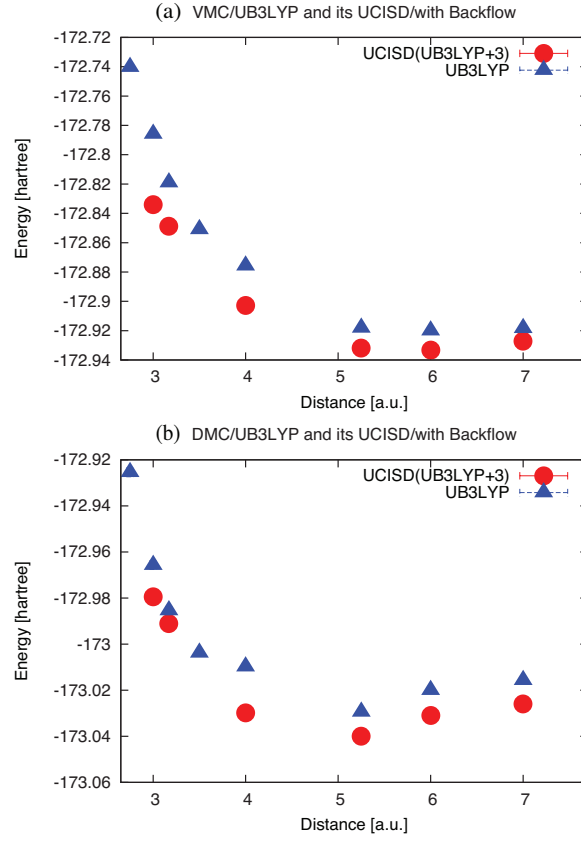 (a) VMC/UB3LYP and its UCISD/with Backflow
-172.72
-172.74
-172.76
-172.78
-172.8
-172.82
-172.84
-172.86
-172.88
-172.9
-172.92
-172.94
Energy [hartree]
UCISD(UB3LYP+3)
UB3LYP
3 4 5 6 7
Distance [a.u.]
(b) DMC/UB3LYP and its UCISD/with Backflow
-172.92
-172.94
-172.96
-172.98
-173
-173.02
-173.04
-173.06
Energy [hartree]
UCISD(UB3LYP+3)
UB3LYP
3 4 5 6 7
Distance [a.u.]